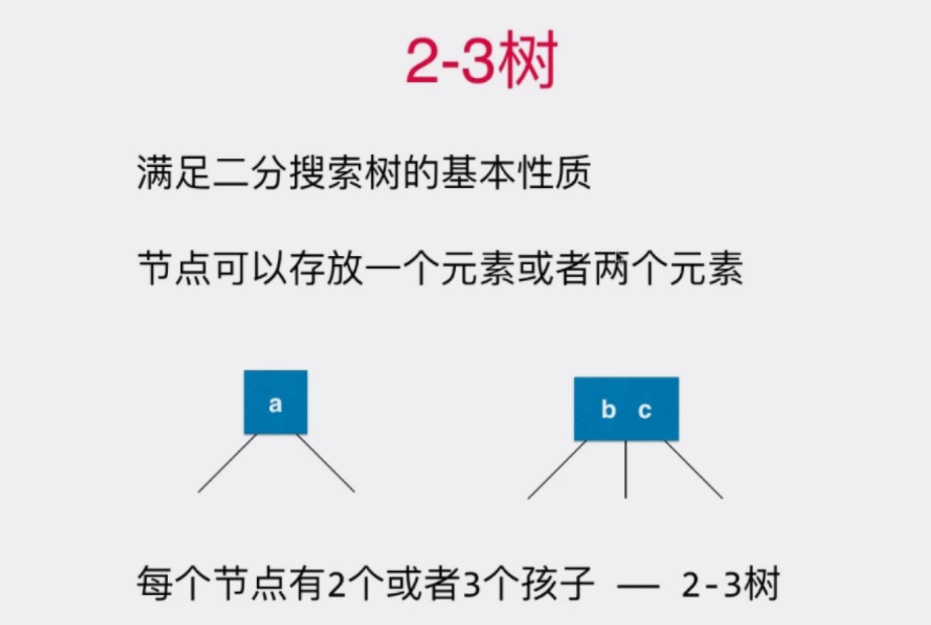 2-3树
满足二分搜索树的基本性质
节点可以存放一个元素或者两个元素
a
b c
每个节点有2个或者3个孩子 — 2-3树